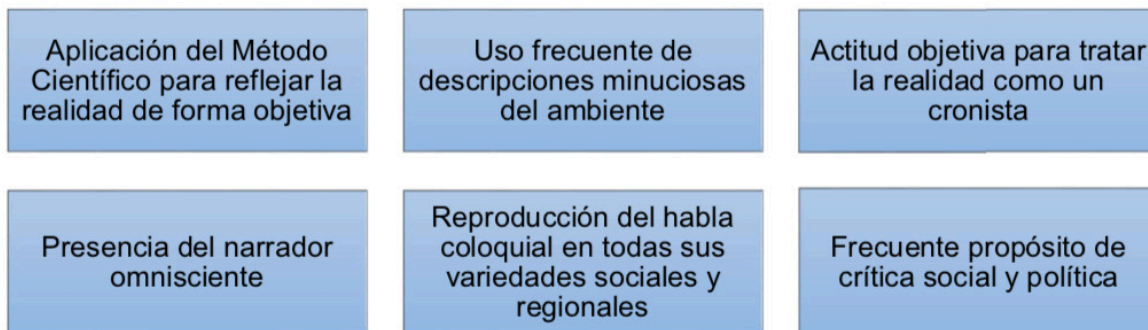 Aplicación del Método
Científico para reflejar la
realidad de forma objetiva
Uso frecuente de
descripciones minuciosas
del ambiente
Actitud objetiva para tratar
la realidad como un
cronista
Presencia del narrador
omnisciente
Reproducción del habla
coloquial en todas sus
variedades sociales y
regionales
Frecuente propósito de
crítica social y política